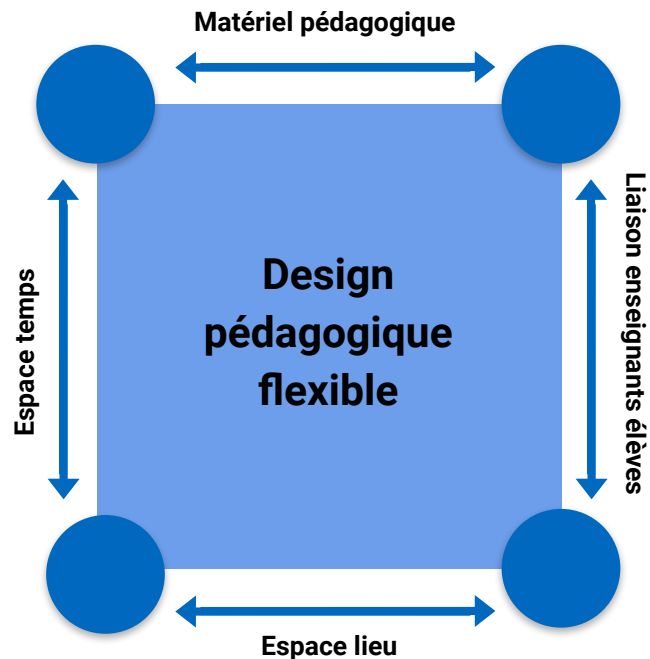 Matériel pédagogique
Espace temps
Design
pédagogique
flexible
Liaison enseignants élèves
Espace lieu